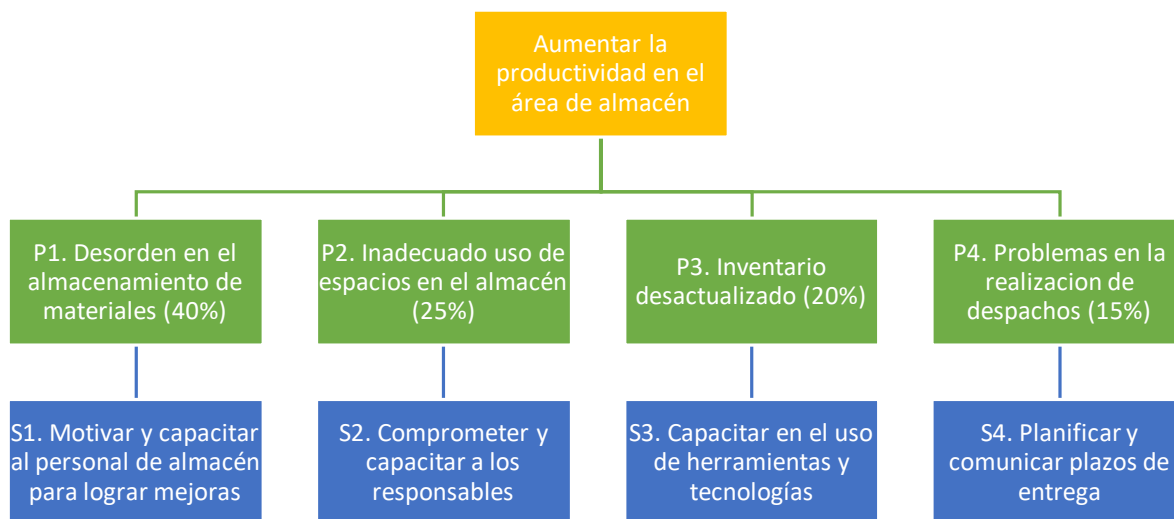 Aumentar la
productividad en el
área de almacén
P1. Desorden en el
almacenamiento de
materiales (40%)
P2. Inadecuado uso de
espacios en el almacén
(25%)
P3. Inventario
desactualizado (20%)
P4. Problemas en la
realizacion de
despachos (15%)
S1. Motivar y capacitar
al personal de almacén
para lograr mejoras
S2. Comprometer y
capacitar a los
responsables
S3. Capacitar en el uso
de herramientas y
tecnologías
S4. Planificar y
comunicar plazos de
entrega